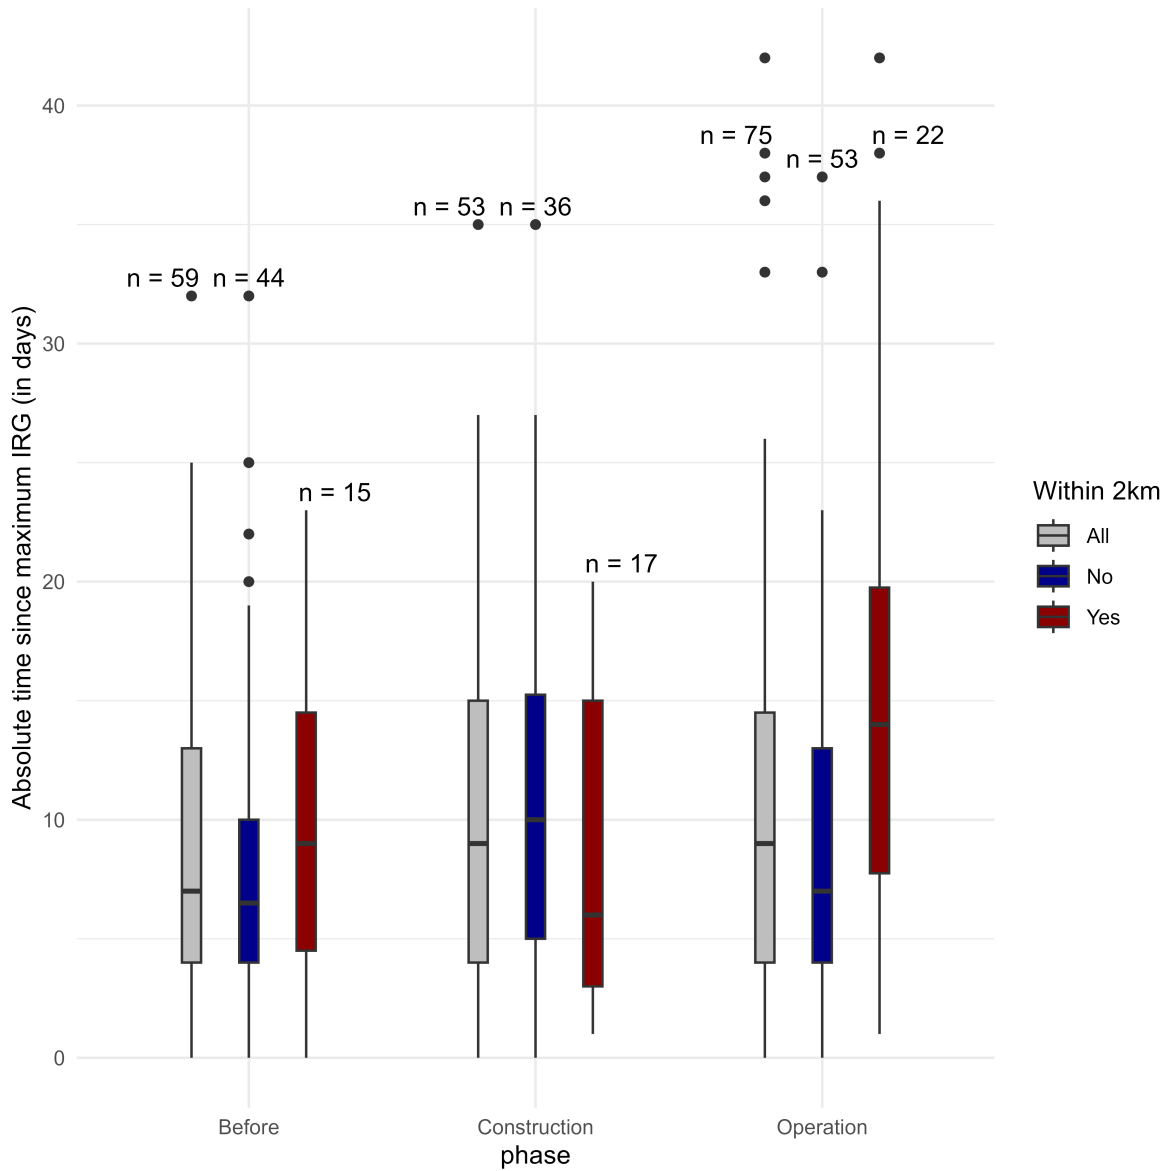 40
30
20
10
0
Absolute time since maximum IRG (in days)
n = 59
n = 44
n = 15
n = 53
n = 36
n = 17
n = 75
n = 53
n = 22
Before
Construction
Operation
phase
Within 2km
All
No
Yes